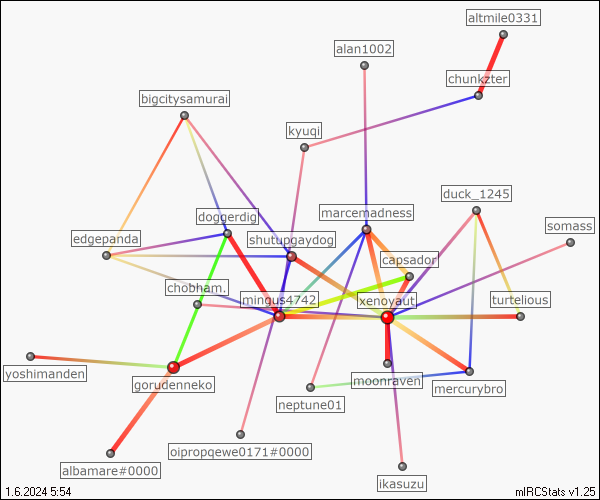 altmile0331
alan1002
chunkzter
bigcitysamurai
kyuqi
duck_1245
marcemadness
doggerdig
somass
edgepanda
shutupgaydog
capsador
chobham.
mingus4742
xenoyaut
turtelious
yoshimanden
gorudenneko
moonraven
mercurybro
neptune01
oipropqewe0171#0000
albamare#0000
ikasuzu
1.6.2024 5:54
mIRCStats v1.25